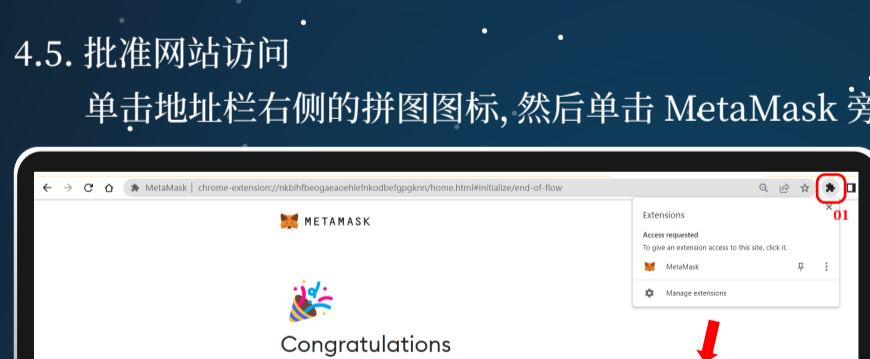 4.5. 批准网站访问
单击地址栏右侧的拼图图标, 然后单击 MetaMask 旁
MetaMask | chrome-extension://nkbihfbeogaeaoehlefnkodbefgpgknn/home.html#initialize/end-of-flow
01
METAMASK
Extensions
Access requested
To give an extension access to this site, click it.
MetaMask
Manage extensions
Congratulations